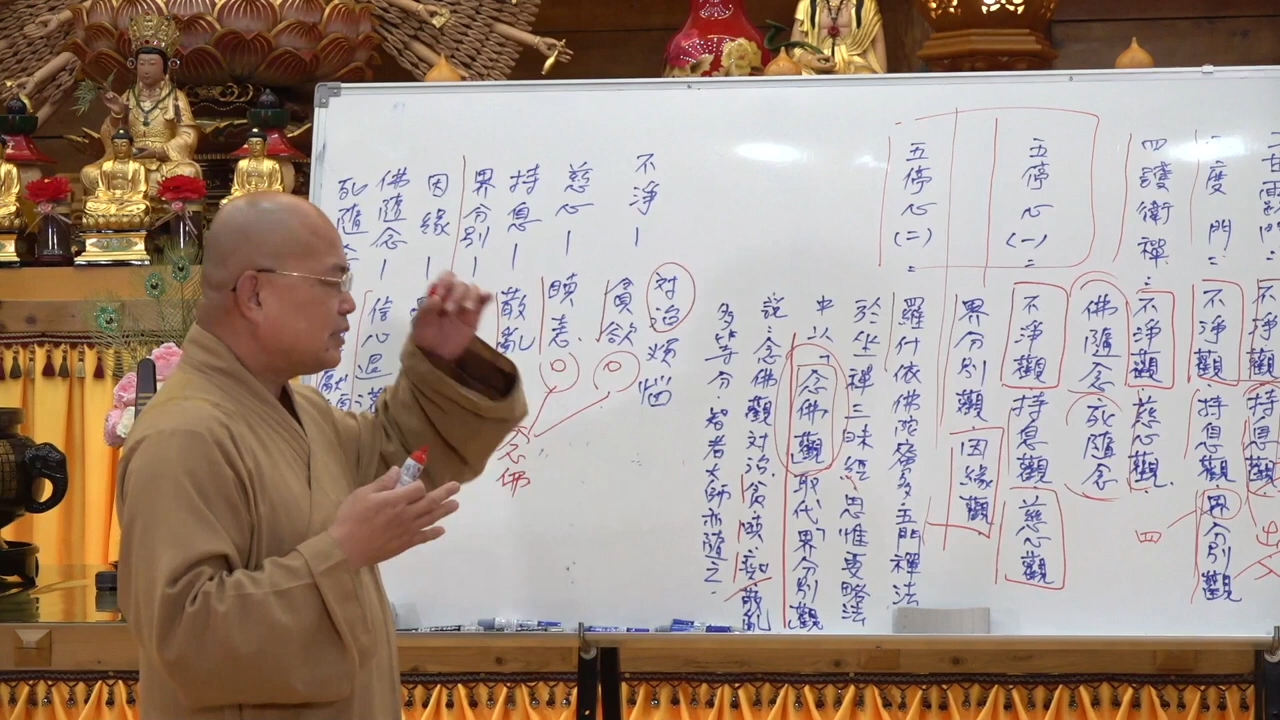 二度門：不淨觀．持息觀．界分別觀
四護衛禪：不淨觀．慈心觀．
佛隨念．死隨念
五停心(一)：不淨觀．持息觀．慈心觀
界分別觀．因緣觀
五停心(二)：羅什依佛陀蜜多五門禪法
於坐禪三昧經．思惟要略法
中以「念佛觀」取代「界分別觀」
說念佛觀對治貪瞋癡散亂
多等分．智者大師亦隨之．
四
不淨－對治煩惱
貪欲
慈心－瞋恚
持息－散亂
界分別－
因緣－
佛隨念－信心
死隨
念佛